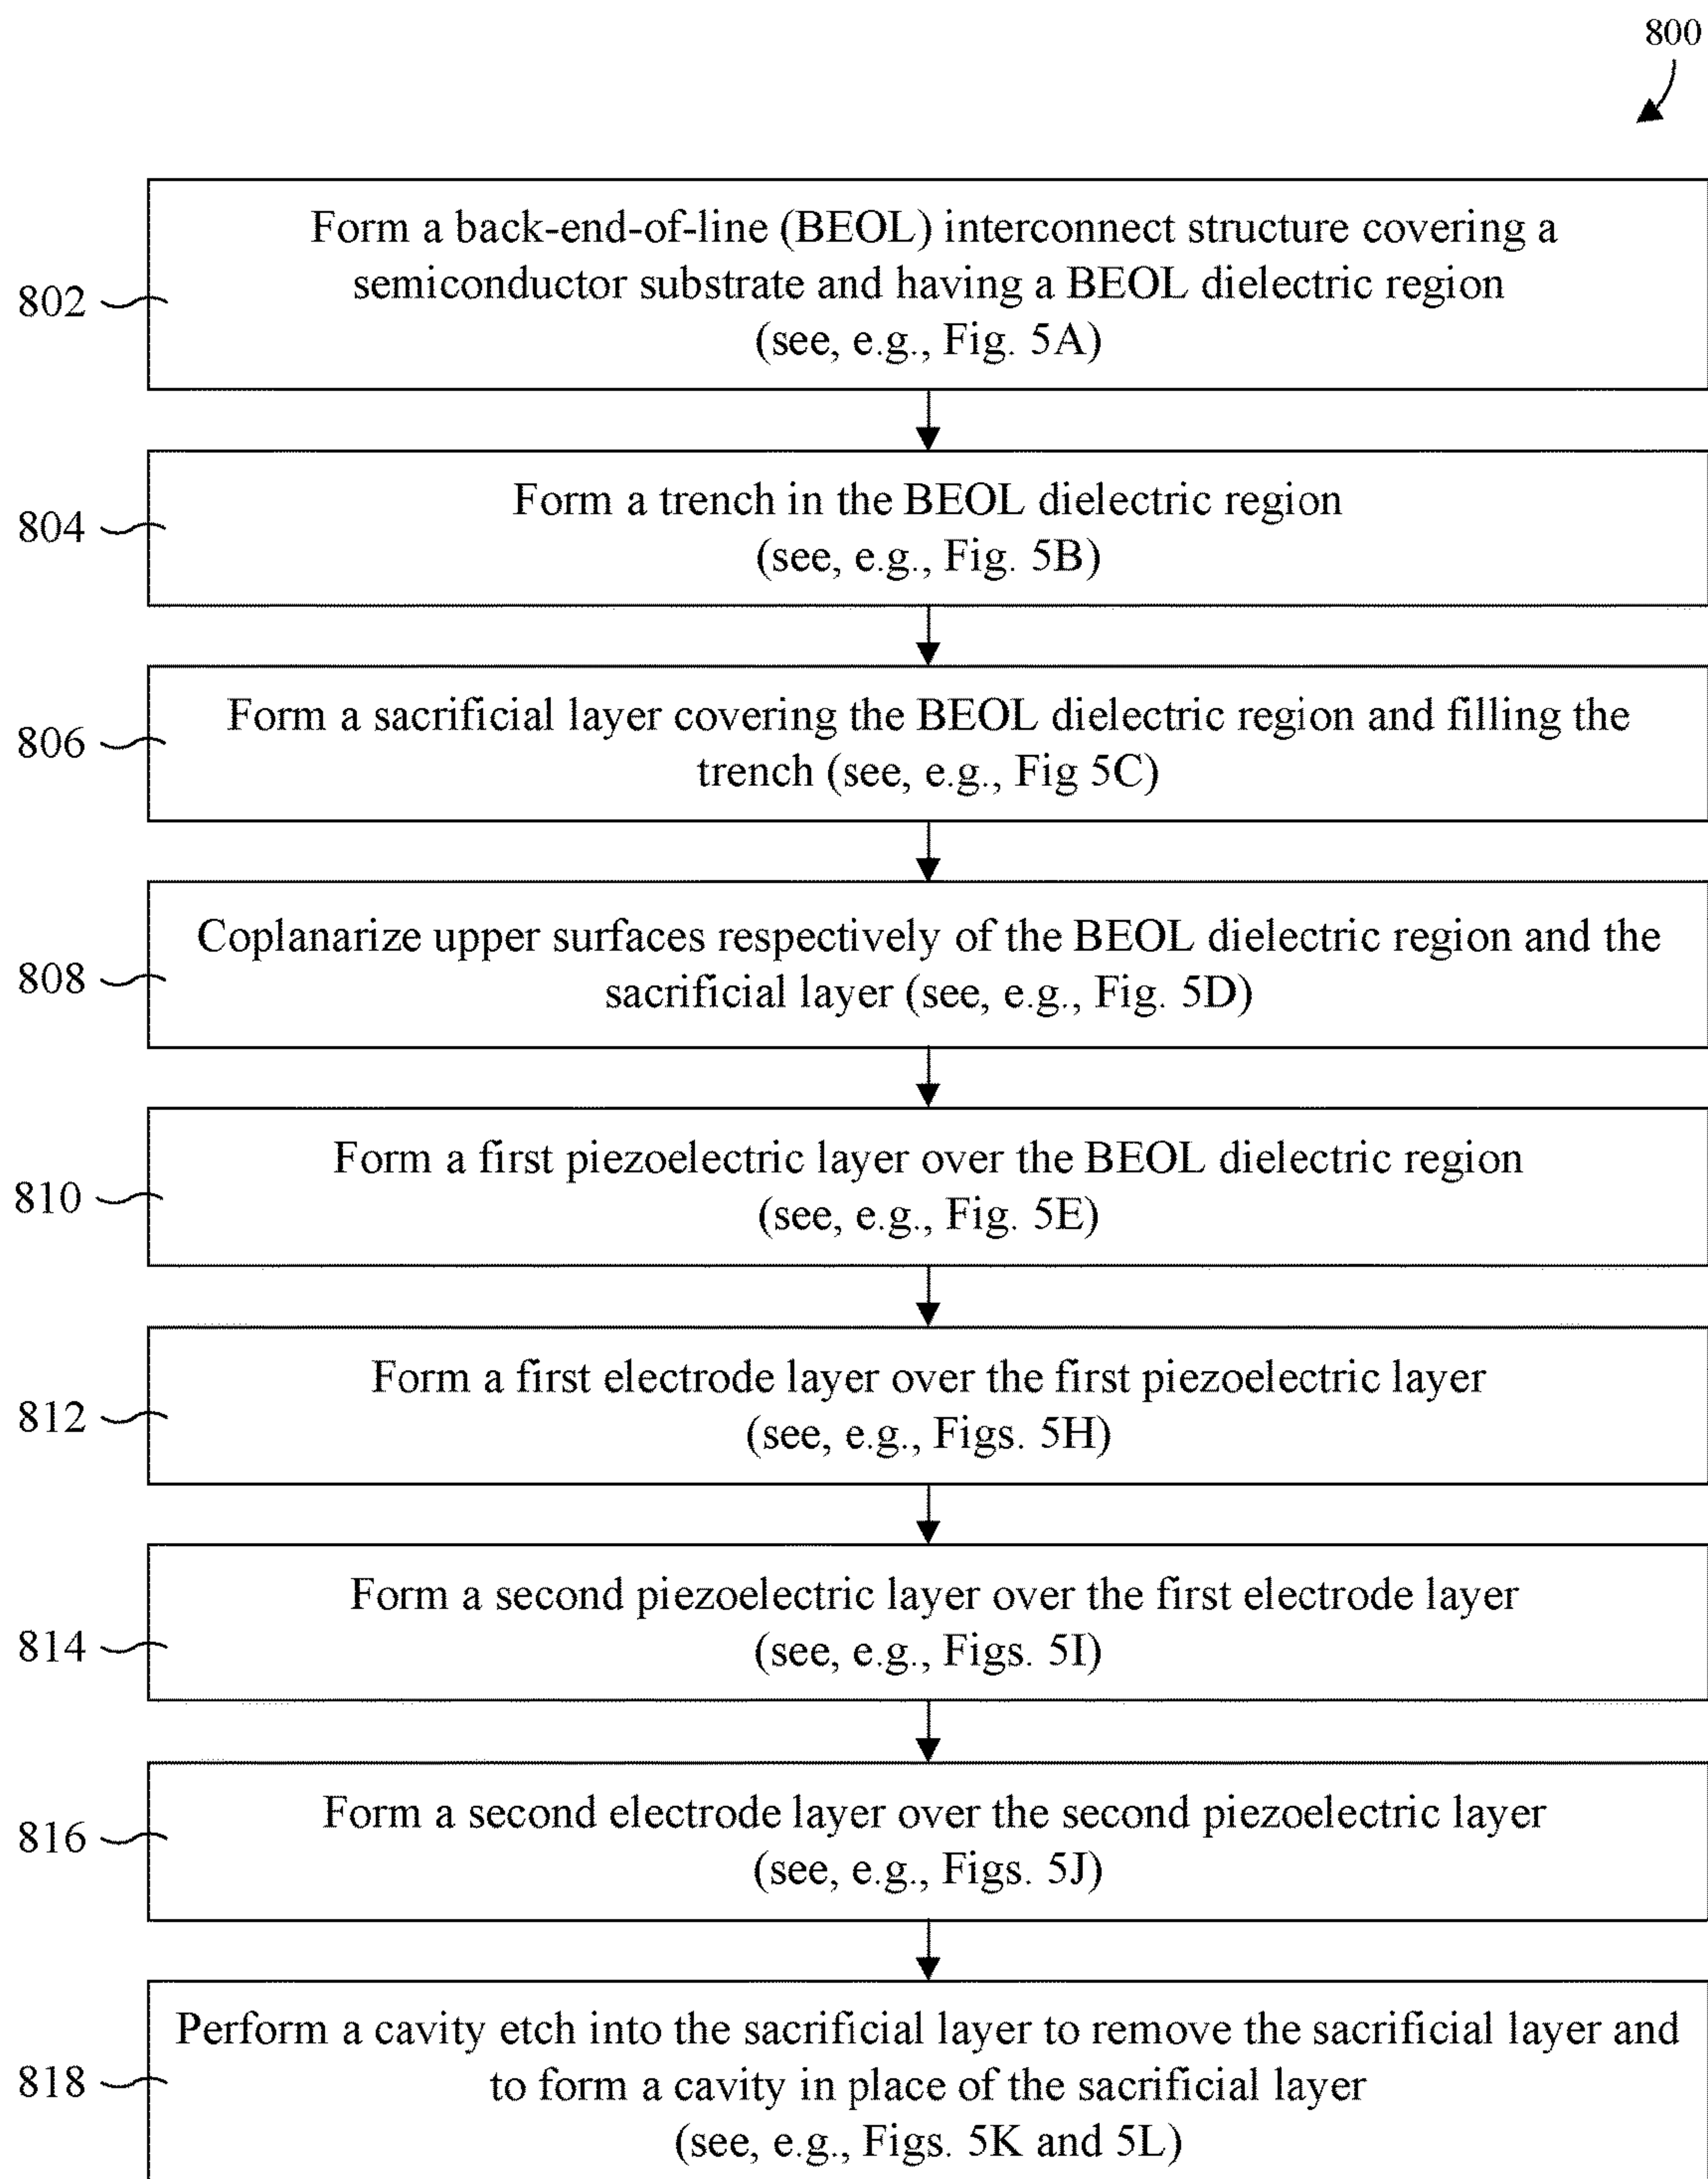 800
Form a back-end-of-line (BEOL) interconnect structure covering a
semiconductor substrate and having a BEOL dielectric region
802
(see, e.g., Fig. 5A)
Form a trench in the BEOL dielectric region
804
(see, e.g., Fig. 5B)
Form a sacrificial layer covering the BEOL dielectric region and filling the
806
trench (see, e.g., Fig 5C)
Coplanarize upper surfaces respectively of the BEOL dielectric region and the
808
sacrificial layer (see, e.g., Fig. 5D)
Form a first piezoelectric layer over the BEOL dielectric region
810
(see, e.g., Fig. 5E)
Form a first electrode layer over the first piezoelectric layer
812
(see, e.g., Figs. 5H)
Form a second piezoelectric layer over the first electrode layer
814
(see, e.g., Figs. 5I)
Form a second electrode layer over the second piezoelectric layer
816
(see, e.g., Figs. 5J)
Perform a cavity etch into the sacrificial layer to remove the sacrificial layer and
818
to form a cavity in place of the sacrificial layer
(see, e.g., Figs. 5K and 5L)